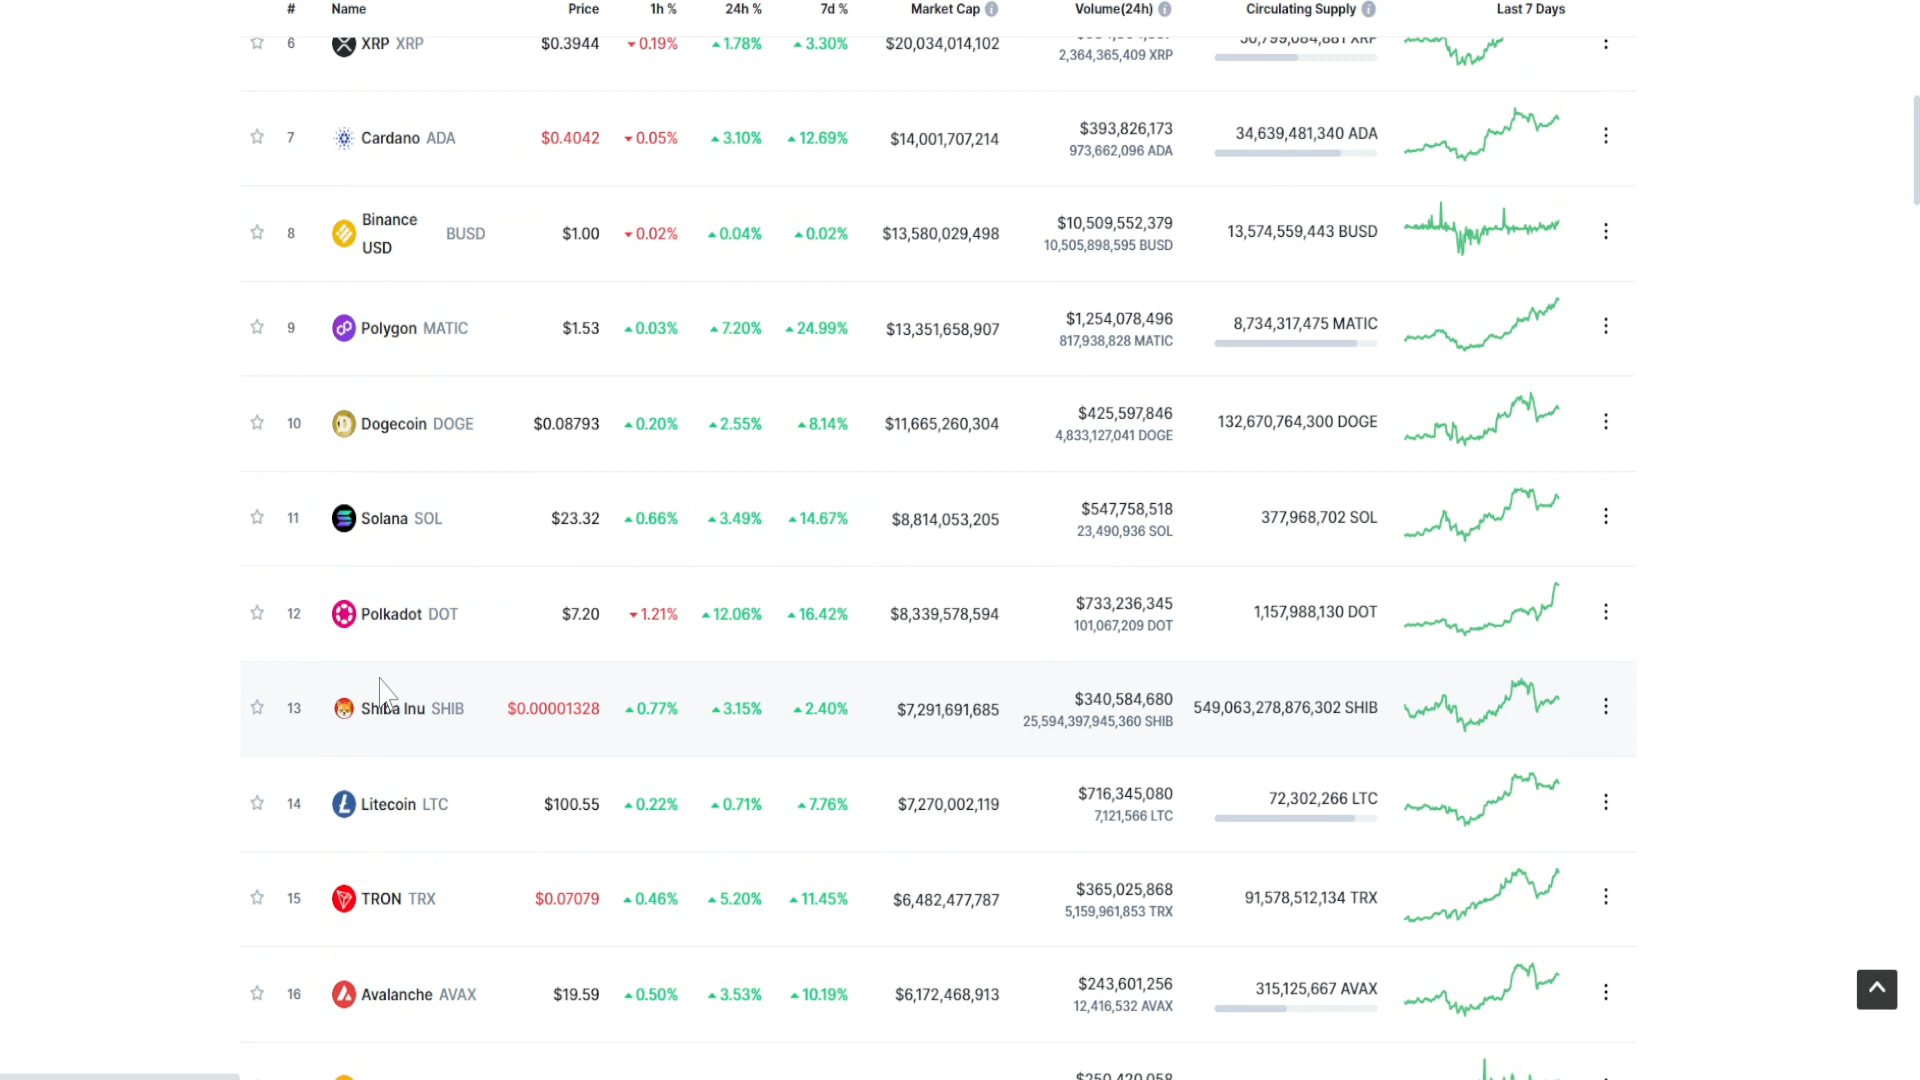 # Name Price 1h % 24h % 7d % Market Cap Volume(24h) Circulating Supply Last 7 Days
6 XRP XRP $0.3944 0.19% 1.78% 3.30% $20,034,014,102
2,364,365,409 XRP
7 Cardano ADA $0.4042 0.05% 3.10% 12.69% $14,001,707,214 $393,826,173 34,639,481,340 ADA
973,662,096 ADA
8 Binance USD BUSD $1.00 0.02% 0.04% 0.02% $13,580,029,498 $10,509,552,379 13,574,559,443 BUSD
10,505,898,595 BUSD
9 Polygon MATIC $1.53 0.03% 7.20% 24.99% $13,351,658,907 $1,254,078,496 8,734,317,475 MATIC
817,938,828 MATIC
10 Dogecoin DOGE $0.08793 0.20% 2.55% 8.14% $11,665,260,304 $425,597,846 132,670,764,300 DOGE
4,833,127,041 DOGE
11 Solana SOL $23.32 0.66% 3.49% 14.67% $8,814,053,205 $547,758,518 377,968,702 SOL
23,490,936 SOL
12 Polkadot DOT $7.20 1.21% 12.06% 16.42% $8,339,578,594 $733,236,345 1,157,988,130 DOT
101,067,209 DOT
13 Shiba Inu SHIB $0.00001328 0.77% 3.15% 2.40% $7,291,691,685 $340,584,680 549,063,278,876,302 SHIB
25,594,397,945,360 SHIB
14 Litecoin LTC $100.55 0.22% 0.71% 7.76% $7,270,002,119 $716,345,080 72,302,266 LTC
7,121,566 LTC
15 TRON TRX $0.07079 0.46% 5.20% 11.45% $6,482,477,787 $365,025,868 91,578,512,134 TRX
5,159,961,853 TRX
16 Avalanche AVAX $19.59 0.50% 3.53% 10.19% $6,172,468,913 $243,601,256 315,125,667 AVAX
12,416,532 AVAX